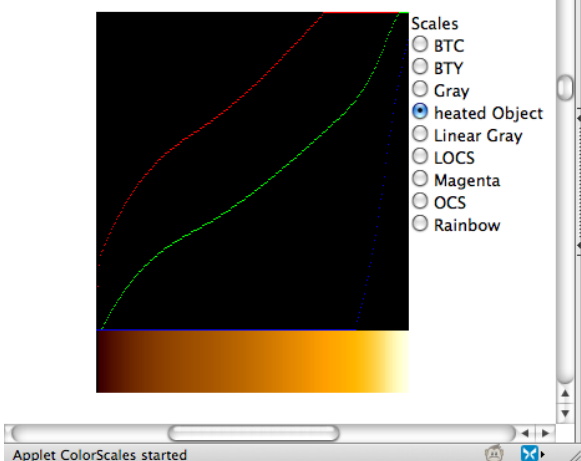 Scales
BTC
BTY
Gray
heated Object
Linear Gray
LOCS
Magenta
OCS
Rainbow
Applet ColorScales started